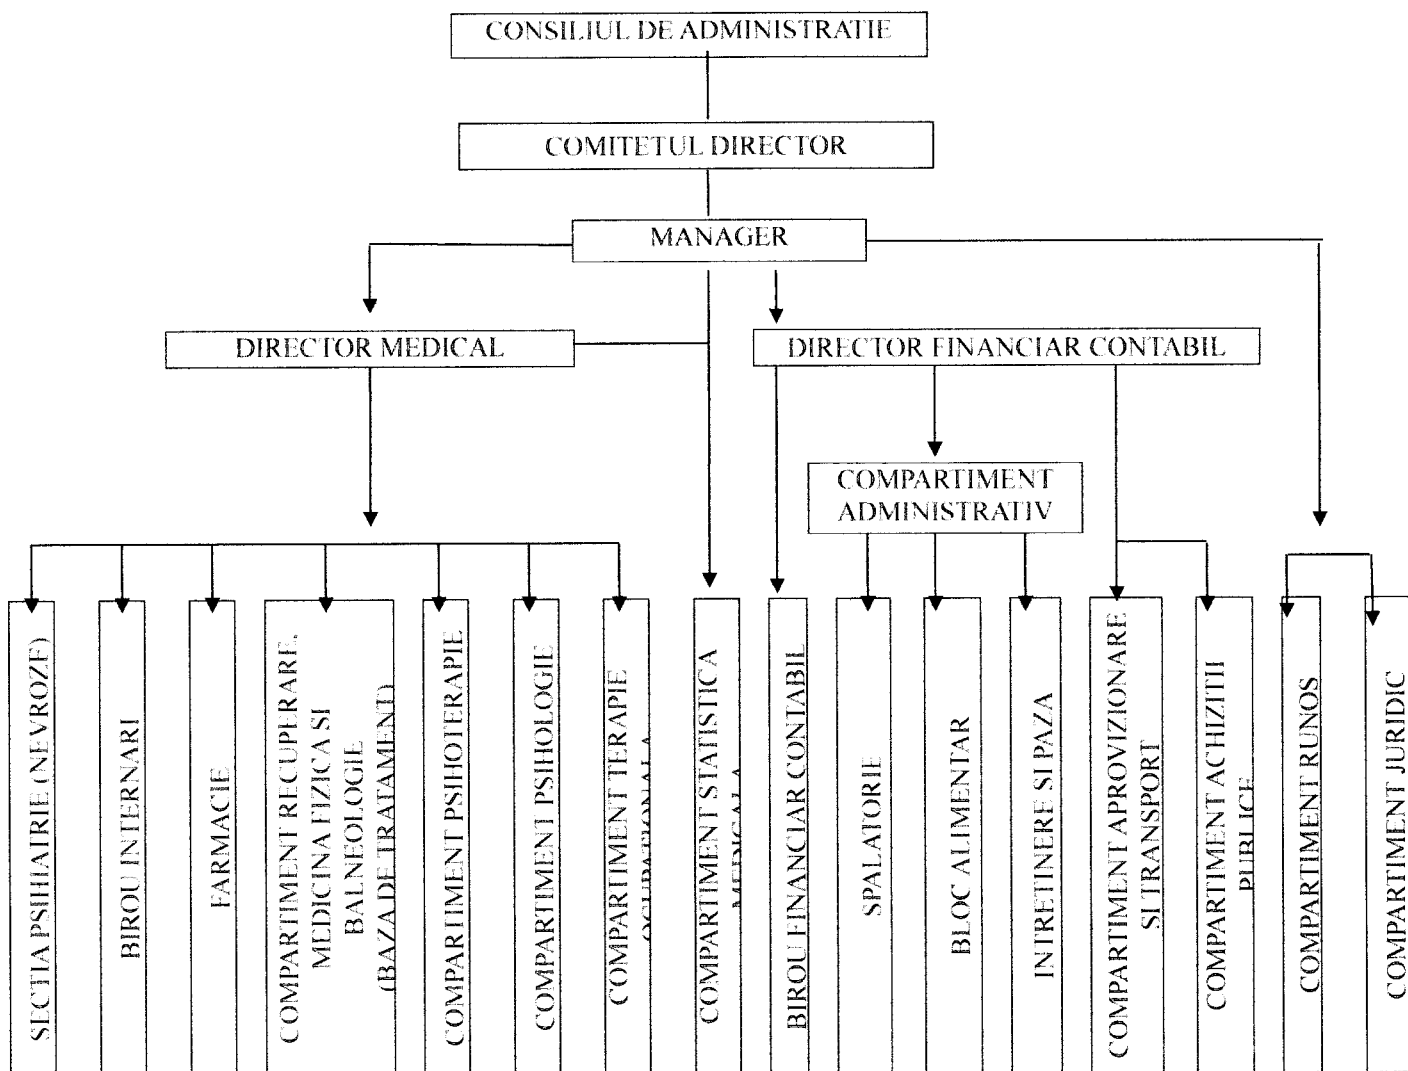 CONSILIUL DE ADMINISTRATIE
COMITETUL DIRECTOR
MANAGER
DIRECTOR MEDICAL
DIRECTOR FINANCIAR CONTABIL
COMPARTIMENT
ADMINISTRATIV
SECTIA PSIHIATRIE (NEVROZE)
BIROU INTERNARI
FARMACIE
COMPARTIMENT RECUPERARE,
MEDICINA FIZICA SI
BALNEOLOGIE
(BAZA DE TRATAMENT)
COMPARTIMENT PSIHOTERAPIE
COMPARTIMENT PSIHOLOGIE
COMPARTIMENT TERAPIE
OCUPATIONALA
COMPARTIMENT STATISTICA
MEDICALA
BIROU FINANCIAR CONTABIL
SPALATORIE
BLOC ALIMENTAR
INTRETINERE SI PAZA
COMPARTIMENT APROVIZIONARE
SI TRANSPORT
COMPARTIMENT ACHIZITII
PUBLICE
COMPARTIMENT RUNOS
COMPARTIMENT JURIDIC